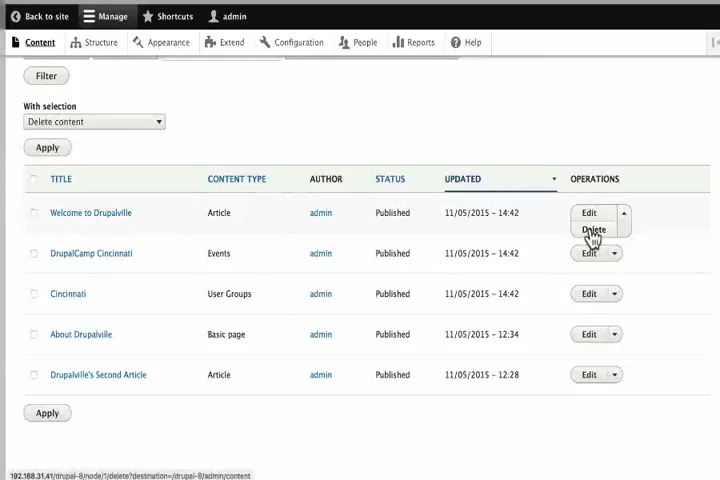 Back to site Manage Shortcuts admin
Content Structure Appearance Extend Configuration People Reports Help
Filter
With selection
Delete content
Apply
TITLE CONTENT TYPE AUTHOR STATUS UPDATED OPERATIONS
Welcome to Drupalville Article admin Published 11/05/2015 - 14:42 Edit
Delete
DrupalCamp Cincinnati Events admin Published 11/05/2015 - 14:42 Edit
Cincinnati User Groups admin Published 11/05/2015 - 14:42 Edit
About Drupalville Basic page admin Published 11/05/2015 - 12:34 Edit
Drupalville's Second Article Article admin Published 11/05/2015 - 12:28 Edit
Apply
192.168.31.41/drupal-8/node/1/delete?destination=/drupal-8/admin/content